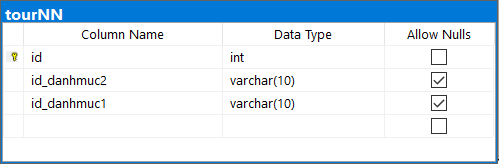 tourNN
Column Name Data Type Allow Nulls
id int
id_danhmuc2 varchar(10)
id_danhmuc1 varchar(10)